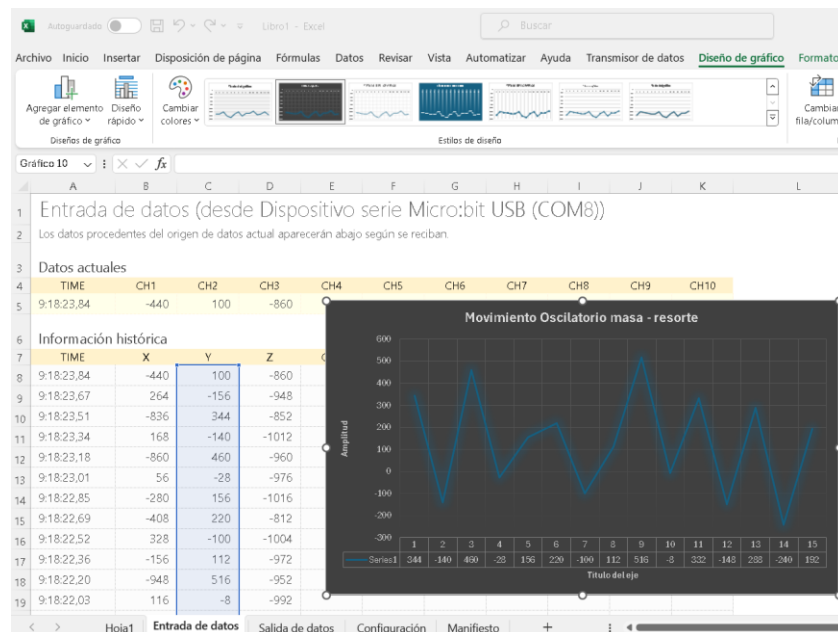 Autoguardado
Libro1 - Excel
Buscar
Archivo Inicio Insertar Disposición de página Fórmulas Datos Revisar Vista Automatizar Ayuda Transmisor de datos Diseño de gráfico Formato
Agregar elemento de gráfico
Diseño rápido
Cambiar colores
Cambiar fila/colum
Diseños de gráfico
Estilos de diseño
Gráfico 10
fx
A B C D E F G H I J K L
1 Entrada de datos (desde Dispositivo serie Micro:bit USB (COM8))
2 Los datos procedentes del origen de datos actual aparecerán abajo según se reciban.
3 Datos actuales
4 TIME CH1 CH2 CH3 CH4 CH5 CH6 CH7 CH8 CH9 CH10
5 9:18:23,84 -440 100 -860
6 Información histórica
7 TIME X Y Z
8 9:18:23,84 -440 100 -860
9 9:18:23,67 264 -156 -948
10 9:18:23,51 -836 344 -852
11 9:18:23,34 168 -140 -1012
12 9:18:23,18 -860 460 -960
13 9:18:23,01 56 -28 -976
14 9:18:22,85 -280 156 -1016
15 9:18:22,69 -408 220 -812
16 9:18:22,52 328 -100 -1004
17 9:18:22,36 -156 112 -972
18 9:18:22,20 -948 516 -952
19 9:18:22,03 116 -8 -992
Movimiento Oscilatorio masa - resorte
Amplitud
600
500
400
300
200
100
0
-100
-200
-300
1 2 3 4 5 6 7 8 9 10 11 12 13 14 15
Series1 344 -140 460 -28 156 220 -100 112 516 -8 332 -148 288 -240 192
Título del eje
Hoja1 Entrada de datos Salida de datos Configuración Manifiesto +